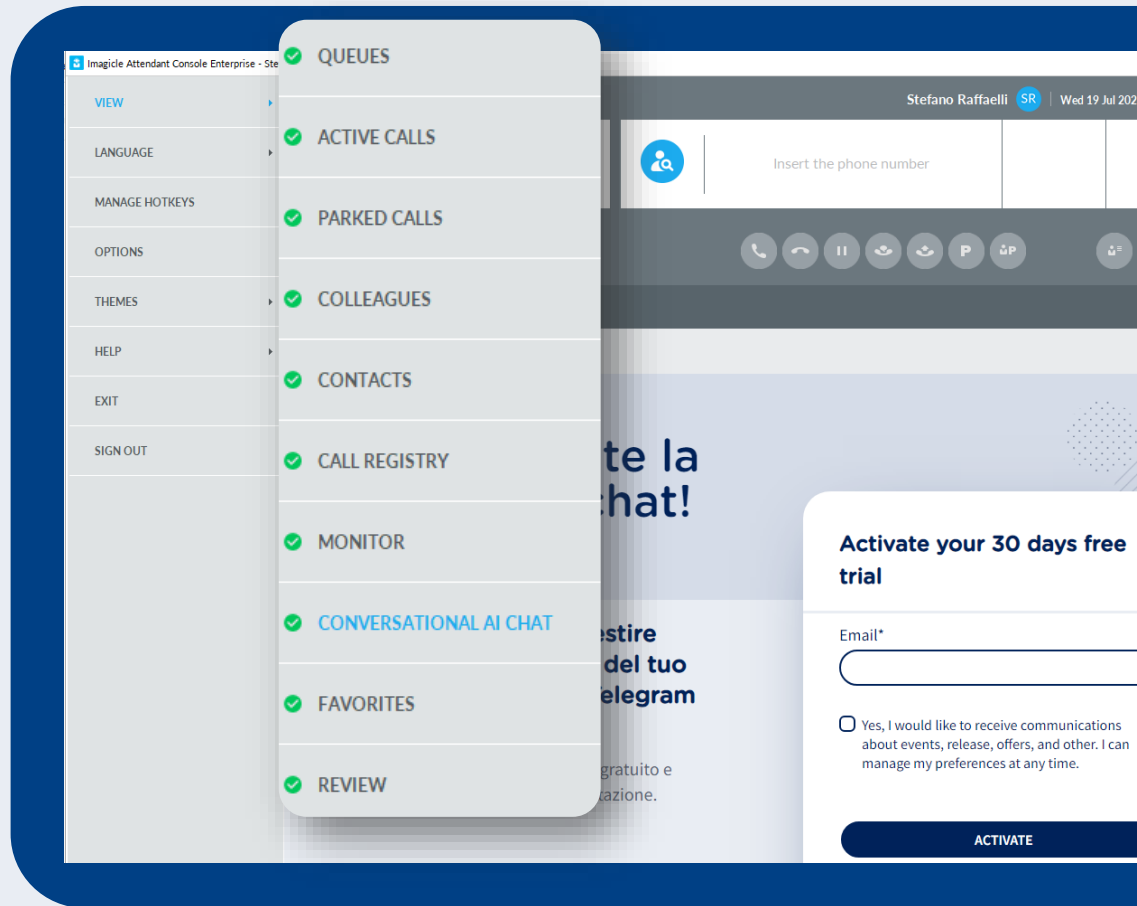 Imagicle Attendant Console Enterprise - Ste
VIEW
LANGUAGE
MANAGE HOTKEYS
OPTIONS
THEMES
HELP
EXIT
SIGN OUT
QUEUES
ACTIVE CALLS
PARKED CALLS
COLLEAGUES
CONTACTS
CALL REGISTRY
MONITOR
CONVERSATIONAL AI CHAT
FAVORITES
REVIEW
Stefano Raffaelli SR Wed 19 Jul 202
Insert the phone number
P
P
te la
hat!
estire
del tuo
elegram
gratuito e
tazione.
Activate your 30 days free
trial
Email*
Yes, I would like to receive communications
about events, release, offers, and other. I can
manage my preferences at any time.
ACTIVATE